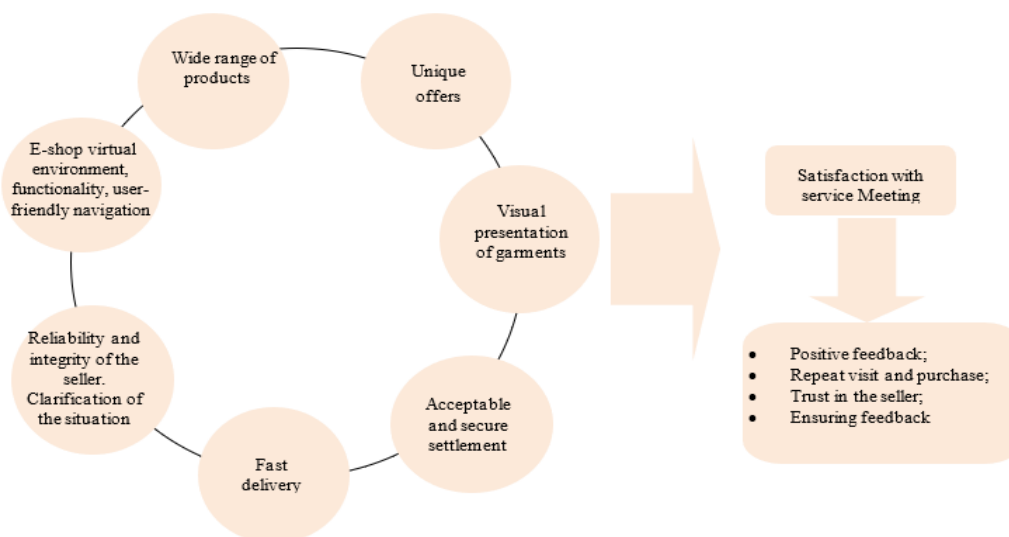 Wide range of
products
Unique
offers
Visual
presentation
of garments
Acceptable
and secure
settlement
Fast
delivery
Reliability and
integrity of the
seller.
Clarification of
the situation
E-shop virtual
environment,
functionality, user-
friendly navigation
Satisfaction with
service Meeting
• Positive feedback;
• Repeat visit and purchase;
• Trust in the seller;
• Ensuring feedback